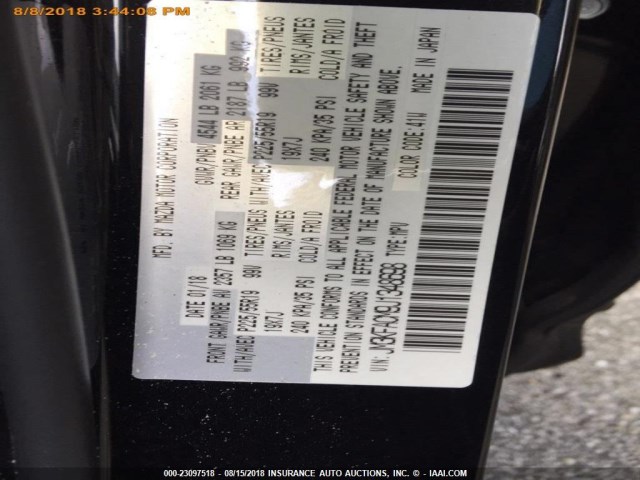 8/8/2018 3:44:08 PM
MFD. BY MAZDA MOTOR CORPORATION
DATE 01/18 GVWR/PNBV 4544 LB 2061 KG
FRONT GAWR/PNBE AV 2357 LB 1069 KG REAR GAWR/PNBE AR 2187 LB 992 KG
WITH/AVEC P225/55R19 99V TIRES/PNEUS WITH/AVEC P225/55R19 99V TIRES/PNEUS
19X7J RIMS/JANTES 19X7J RIMS/JANTES
240 KPA/35 PSI COLD/A FROID 240 KPA/35 PSI COLD/A FROID
THIS VEHICLE CONFORMS TO ALL APPLICABLE FEDERAL MOTOR VEHICLE SAFETY AND THEFT
PREVENTION STANDARDS IN EFFECT ON THE DATE OF MANUFACTURE SHOWN ABOVE.
VIN: TYPE:MPV COLOR CODE:41W MADE IN JAPAN
000-23097518 - 08/15/2018 - INSURANCE AUTO AUCTIONS, INC. - © - IAAI.COM